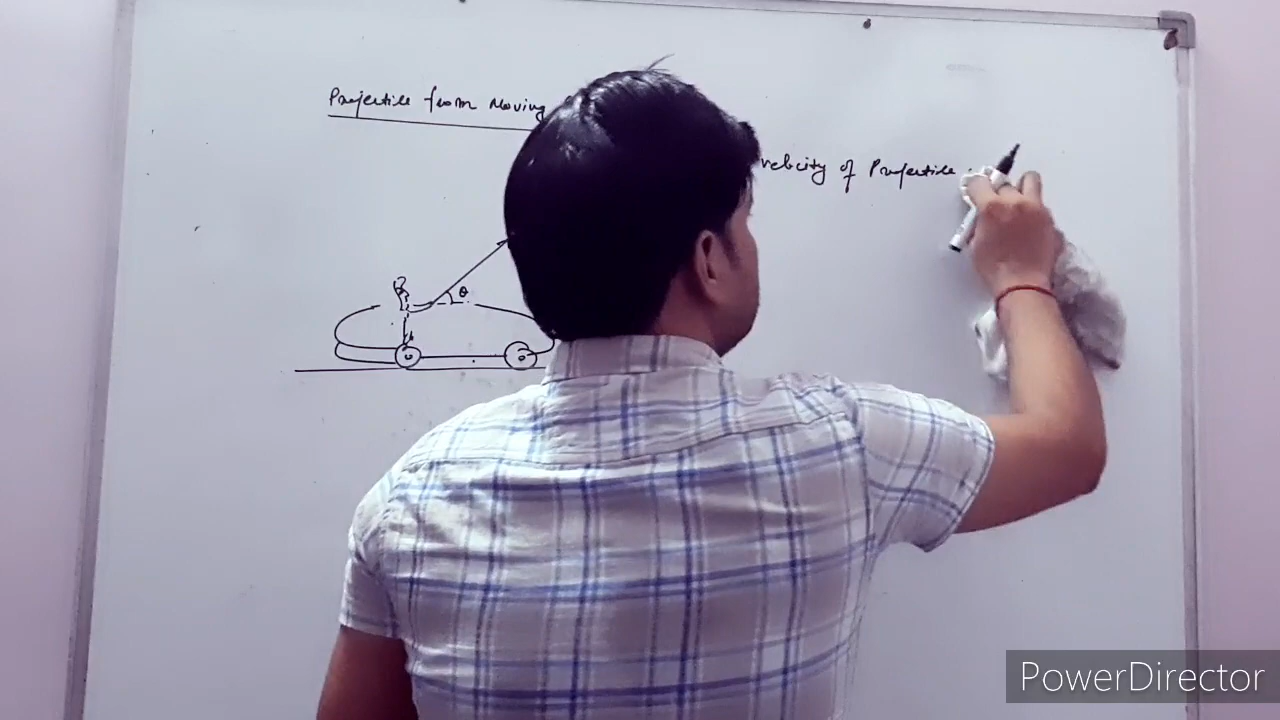 Projectile from Moving
velocity of Projectile
θ
PowerDirector